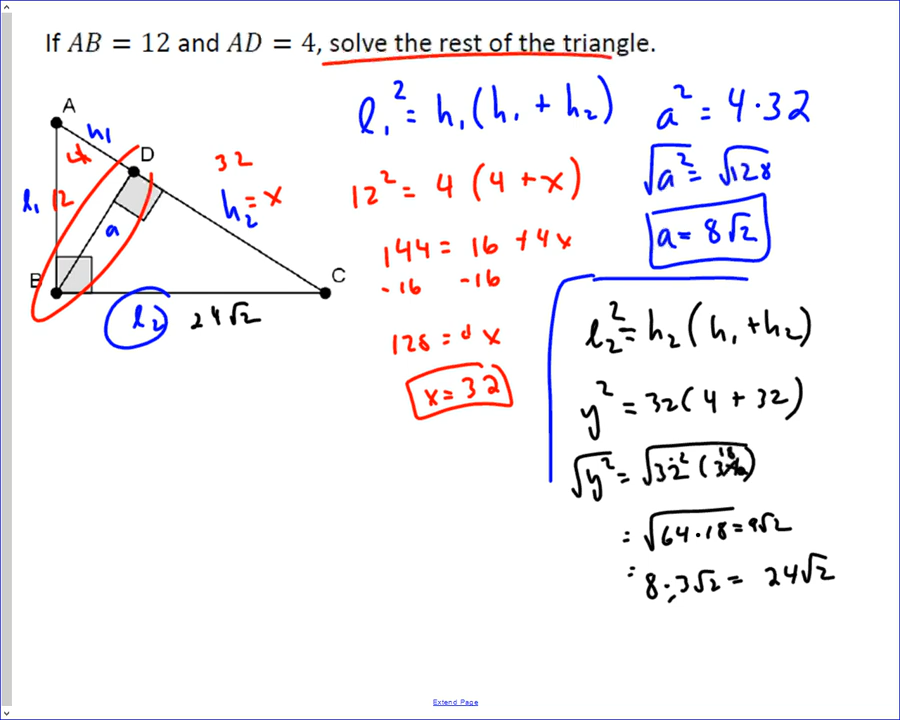 If AB = 12 and AD = 4, solve the rest of the triangle.
A
h₁
4
D
32
h₂ = x
l₁ 12
a
B
C
l₂ 24√2
l₁² = h₁(h₁ + h₂)
12² = 4 (4 + x)
144 = 16 + 4x
-16 -16
128 = 4x
x = 32
a² = 4·32
√a² = √128
a = 8√2
l₂² = h₂(h₁ + h₂)
y² = 32(4 + 32)
√y² =
= √64·18 = 9√2
= 8·3√2 = 24√2
Extend Page